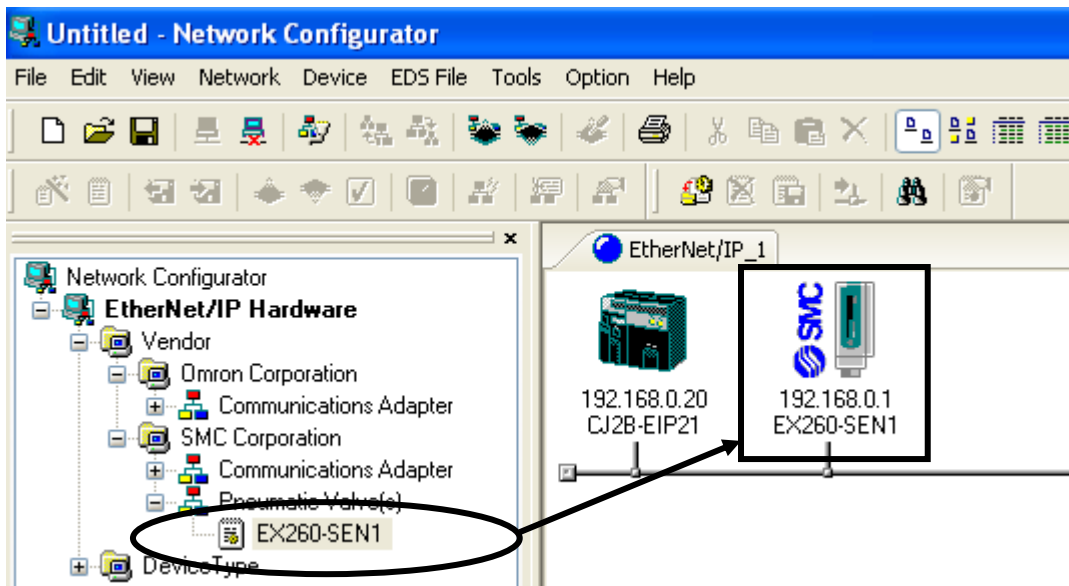 Untitled - Network Configurator
File Edit View Network Device EDS File Tools Option Help
EtherNet/IP_1
Network Configurator
EtherNet/IP Hardware
Vendor
Omron Corporation
Communications Adapter
SMC Corporation
Communications Adapter
Pneumatic Valve(s)
EX260-SEN1
DeviceType
SMC
192.168.0.20
CJ2B-EIP21
192.168.0.1
EX260-SEN1